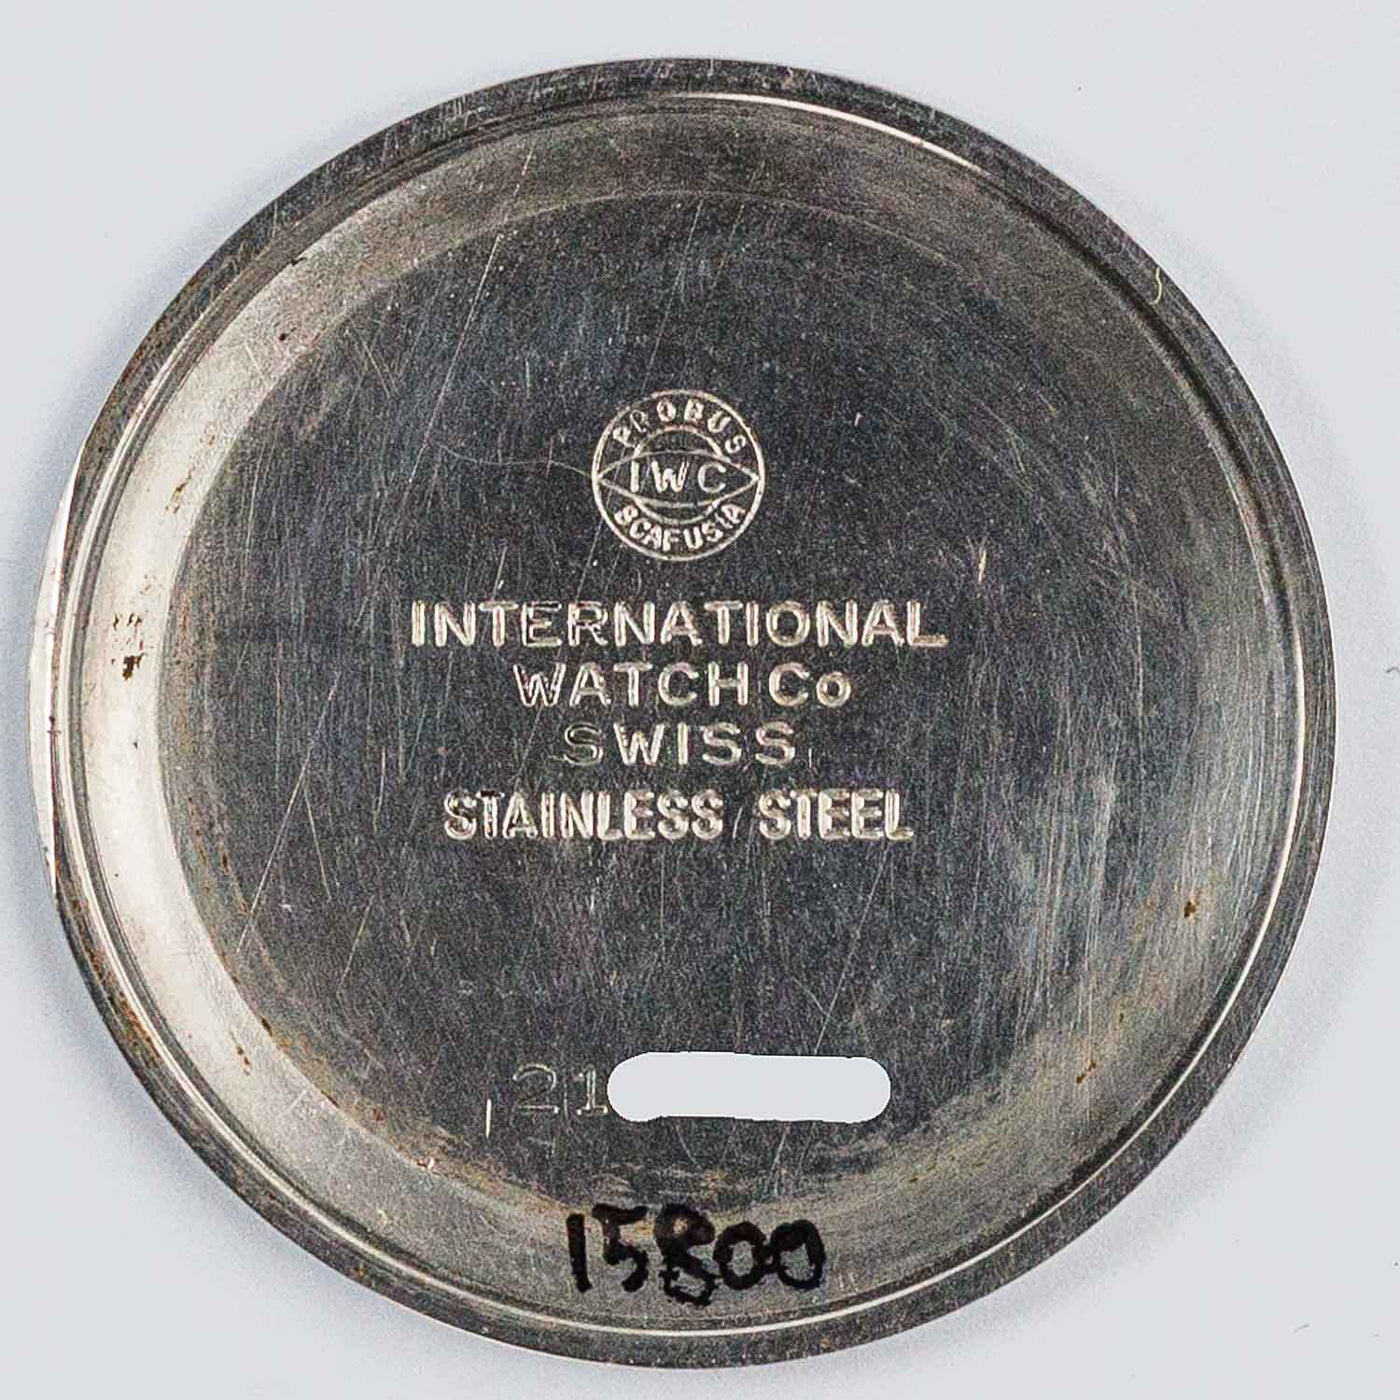 PROBUS
IWC
SCAFUSIA
INTERNATIONAL
WATCH Co
SWISS
STAINLESS STEEL
21
15800